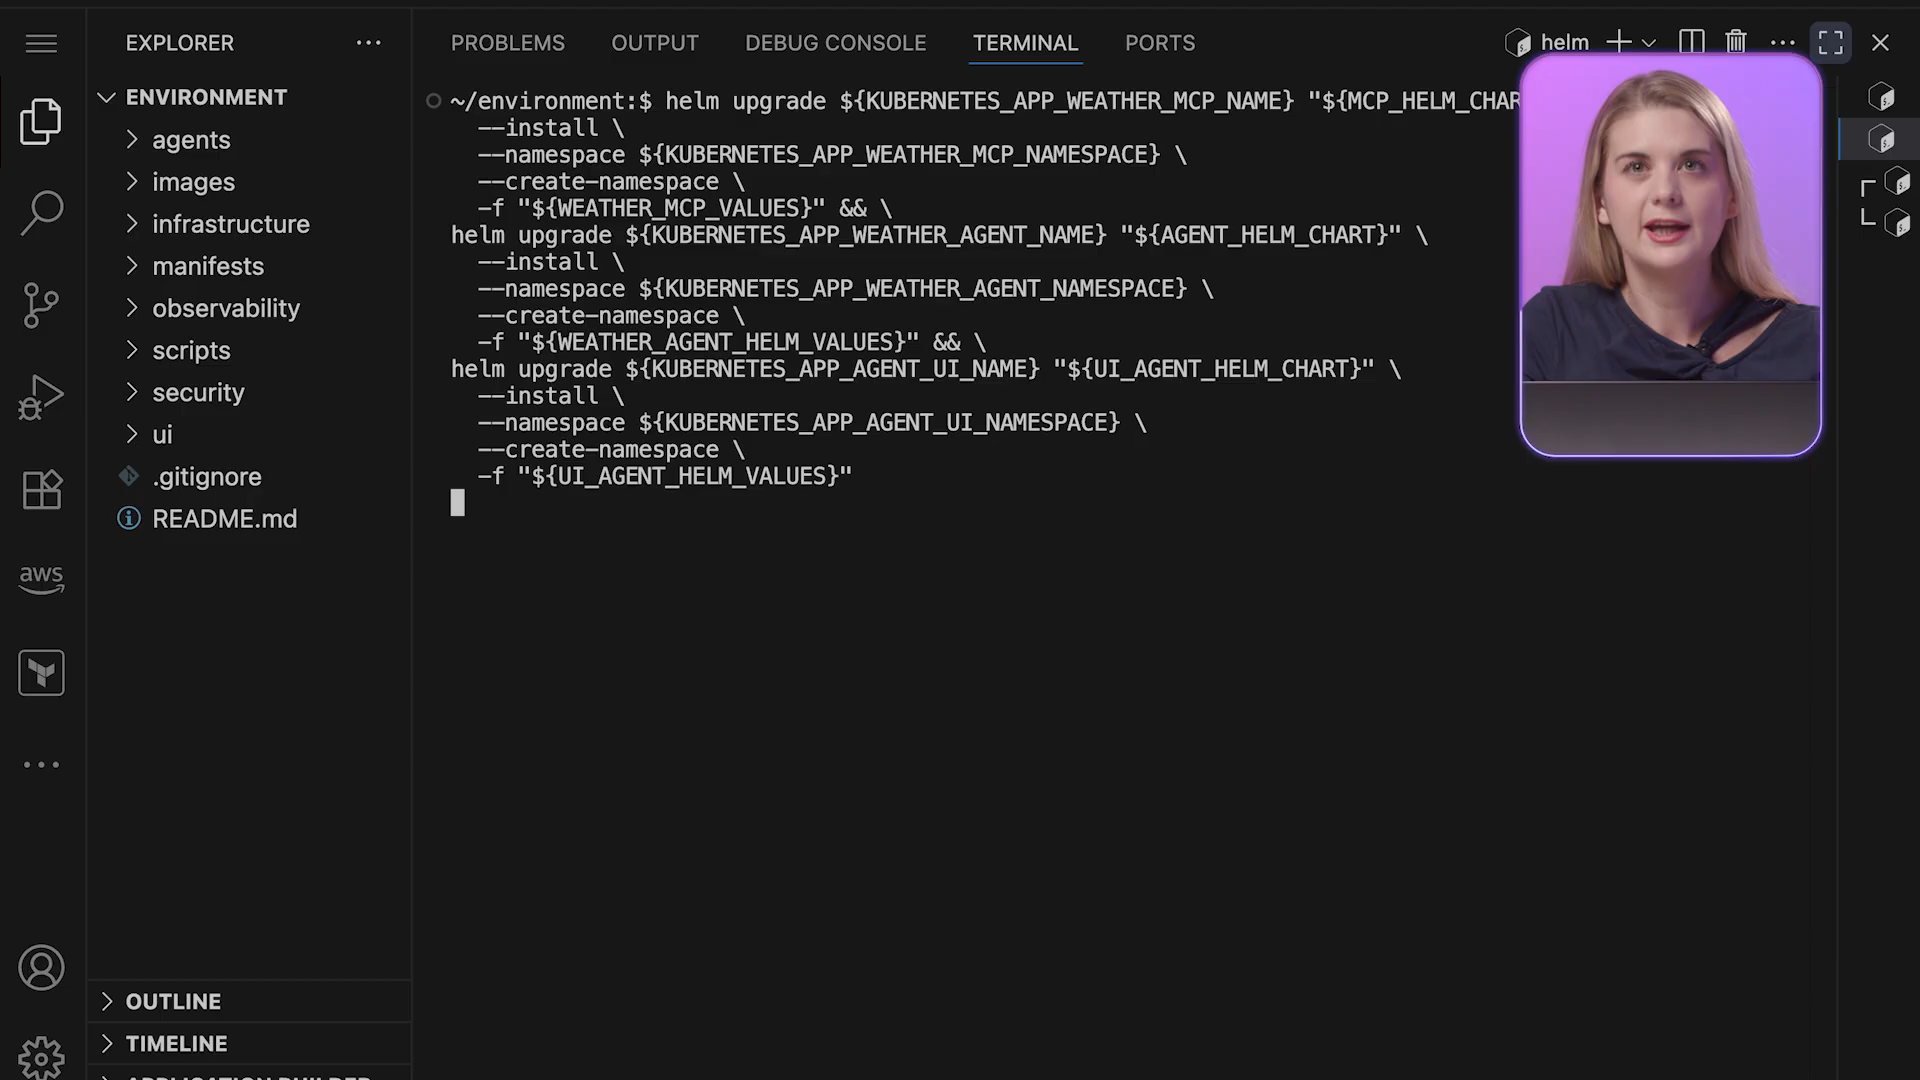 EXPLORER
PROBLEMS OUTPUT DEBUG CONSOLE TERMINAL PORTS
helm
ENVIRONMENT
agents
images
infrastructure
manifests
observability
scripts
security
ui
.gitignore
README.md
aws
OUTLINE
TIMELINE
APPLICATION BUILDER
~/environment:$ helm upgrade ${KUBERNETES_APP_WEATHER_MCP_NAME} "${MCP_HELM_CHAR
--install \
--namespace ${KUBERNETES_APP_WEATHER_MCP_NAMESPACE} \
--create-namespace \
-f "${WEATHER_MCP_VALUES}" && \
helm upgrade ${KUBERNETES_APP_WEATHER_AGENT_NAME} "${AGENT_HELM_CHART}" \
--install \
--namespace ${KUBERNETES_APP_WEATHER_AGENT_NAMESPACE} \
--create-namespace \
-f "${WEATHER_AGENT_HELM_VALUES}" && \
helm upgrade ${KUBERNETES_APP_AGENT_UI_NAME} "${UI_AGENT_HELM_CHART}" \
--install \
--namespace ${KUBERNETES_APP_AGENT_UI_NAMESPACE} \
--create-namespace \
-f "${UI_AGENT_HELM_VALUES}"